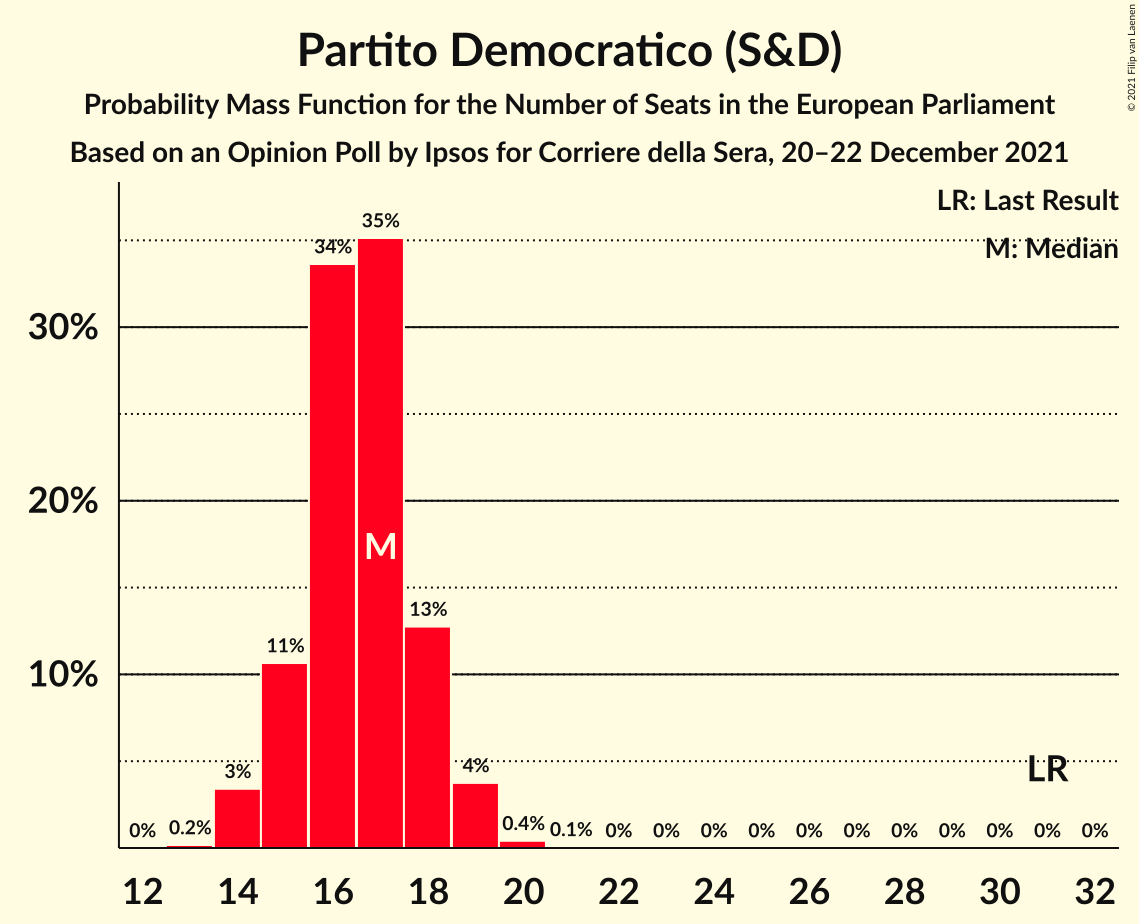 Partito Democratico (S&D)
Probability Mass Function for the Number of Seats in the European Parliament
Based on an Opinion Poll by Ipsos for Corriere della Sera, 20–22 December 2021
© 2021 Filip van Laenen
LR: Last Result
M: Median
30%
20%
10%
0%
0.2%
3%
11%
34%
35%
13%
4%
0.4%
0.1%
0%
0%
0%
0%
0%
0%
0%
0%
0%
0%
0%
M
LR
12 14 16 18 20 22 24 26 28 30 32